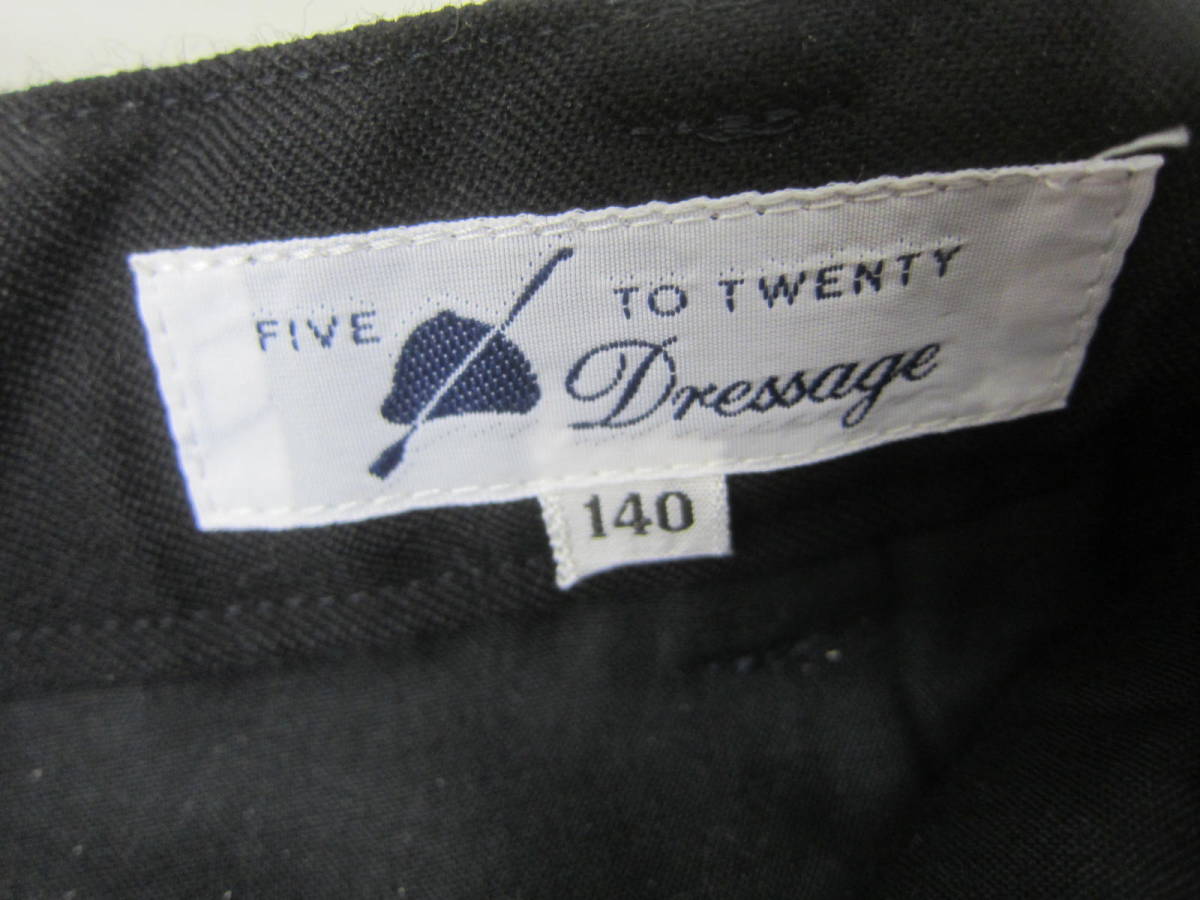 FIVE TO TWENTY
Dressage
140